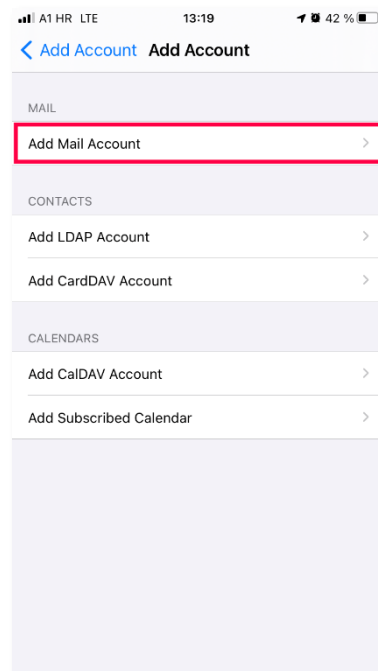 A1 HR LTE 13:19 42 %
Add Account Add Account
MAIL
Add Mail Account
CONTACTS
Add LDAP Account
Add CardDAV Account
CALENDARS
Add CalDAV Account
Add Subscribed Calendar